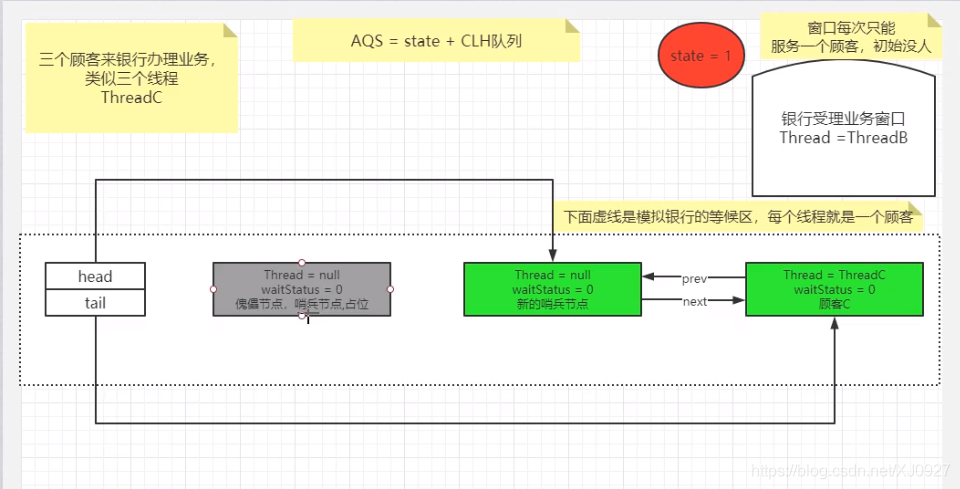 三个顾客来银行办理业务，
类似三个线程
ThreadC
AQS = state + CLH队列
state = 1
窗口每次只能
服务一个顾客，初始没人
银行受理业务窗口
Thread =ThreadB
下面虚线是模拟银行的等候区，每个线程就是一个顾客
head
tail
Thread = null
waitStatus = 0
傀儡节点，哨兵节点,占位
Thread = null
waitStatus = 0
新的哨兵节点
prev
next
Thread = ThreadC
waitStatus = 0
顾客C
https://blog.csdn.net/XJ0927